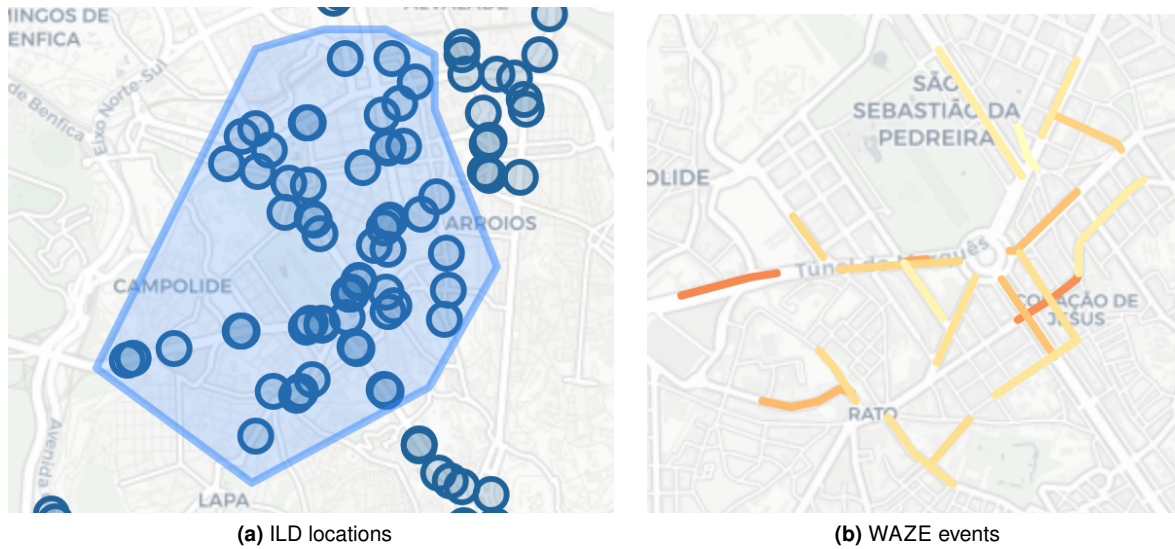 MINGOS DE
ENFICA
ALVALADE
Eixo Norte-Sul
de Benfica
ARROIOS
CAMPOLIDE
Avenida
LAPA
(a) ILD locations
SÃO
SEBASTIÃO DA
PEDREIRA
OLIDE
Túnel do Marquês
CORAÇÃO DE
JESUS
RATO
(b) WAZE events